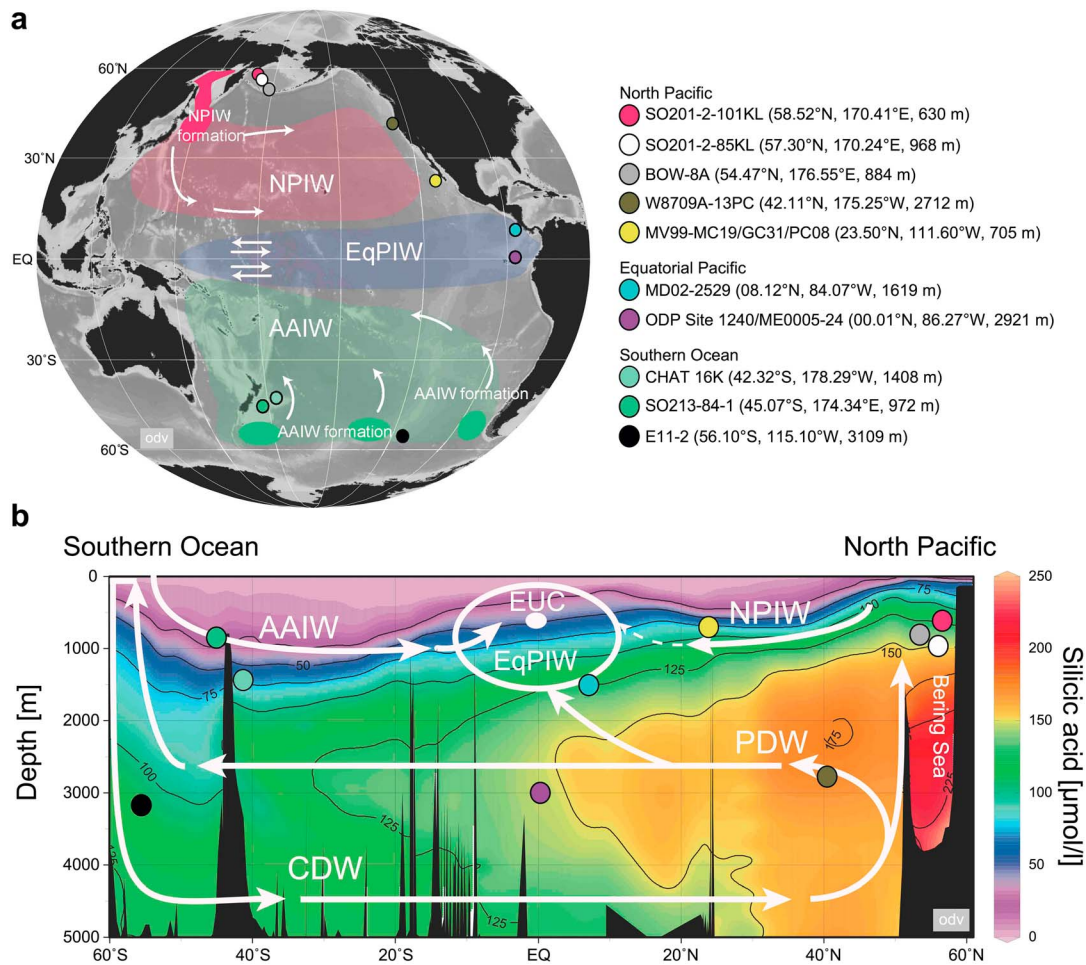 a
60°N
NPIW
formation
30°N
NPIW
EqPIW
EQ
AAIW
30°S
AAIW formation
AAIW formation
odv
60°S
North Pacific
SO201-2-101KL (58.52°N, 170.41°E, 630 m)
SO201-2-85KL (57.30°N, 170.24°E, 968 m)
BOW-8A (54.47°N, 176.55°E, 884 m)
W8709A-13PC (42.11°N, 175.25°W, 2712 m)
MV99-MC19/GC31/PC08 (23.50°N, 111.60°W, 705 m)
Equatorial Pacific
MD02-2529 (08.12°N, 84.07°W, 1619 m)
ODP Site 1240/ME0005-24 (00.01°N, 86.27°W, 2921 m)
Southern Ocean
CHAT 16K (42.32°S, 178.29°W, 1408 m)
SO213-84-1 (45.07°S, 174.34°E, 972 m)
E11-2 (56.10°S, 115.10°W, 3109 m)
b
Southern Ocean
North Pacific
Depth [m]
0
1000
2000
3000
4000
5000
60°S
40°S
20°S
EQ
20°N
40°N
60°N
AAIW
EUC
EqPIW
NPIW
PDW
CDW
Bering Sea
50
75
100
125
125
125
125
125
150
175
75
225
odv
250
200
150
100
50
0
Silicic acid [μmol/l]